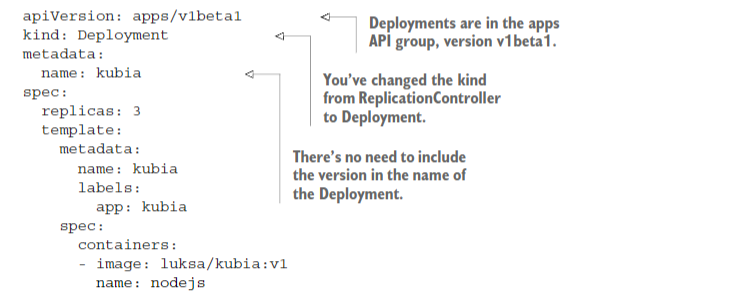 apiVersion: apps/v1beta1
kind: Deployment
metadata:
  name: kubia
spec:
  replicas: 3
  template:
    metadata:
      name: kubia
      labels:
        app: kubia
    spec:
      containers:
      - image: luksa/kubia:v1
        name: nodejs
Deployments are in the apps
API group, version v1beta1.
You've changed the kind
from ReplicationController
to Deployment.
There's no need to include
the version in the name of
the Deployment.